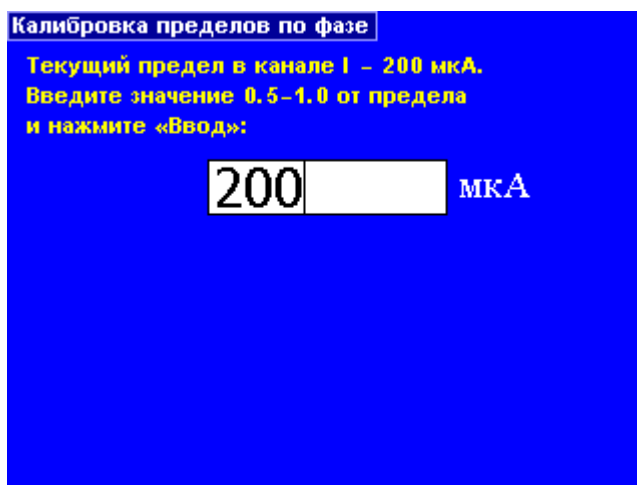 Калибровка пределов по фазе
Текущий предел в канале I – 200 мкА.
Введите значение 0.5–1.0 от предела
и нажмите «Ввод»:
200 мкА